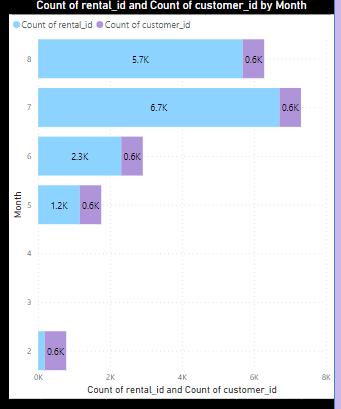 Count of rental_id and Count of customer_id by Month
Count of rental_id Count of customer_id
8 5.7K 0.6K
7 6.7K 0.6K
6 2.3K 0.6K
5 1.2K 0.6K
4
3
2 0.6K
Month
0K 2K 4K 6K 8K
Count of rental_id and Count of customer_id